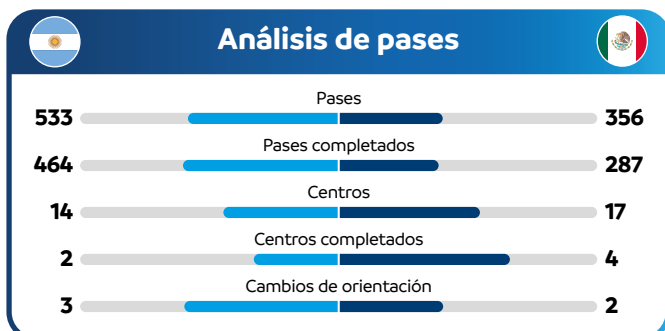 Análisis de pases
Pases
533 356
Pases completados
464 287
Centros
14 17
Centros completados
2 4
Cambios de orientación
3 2